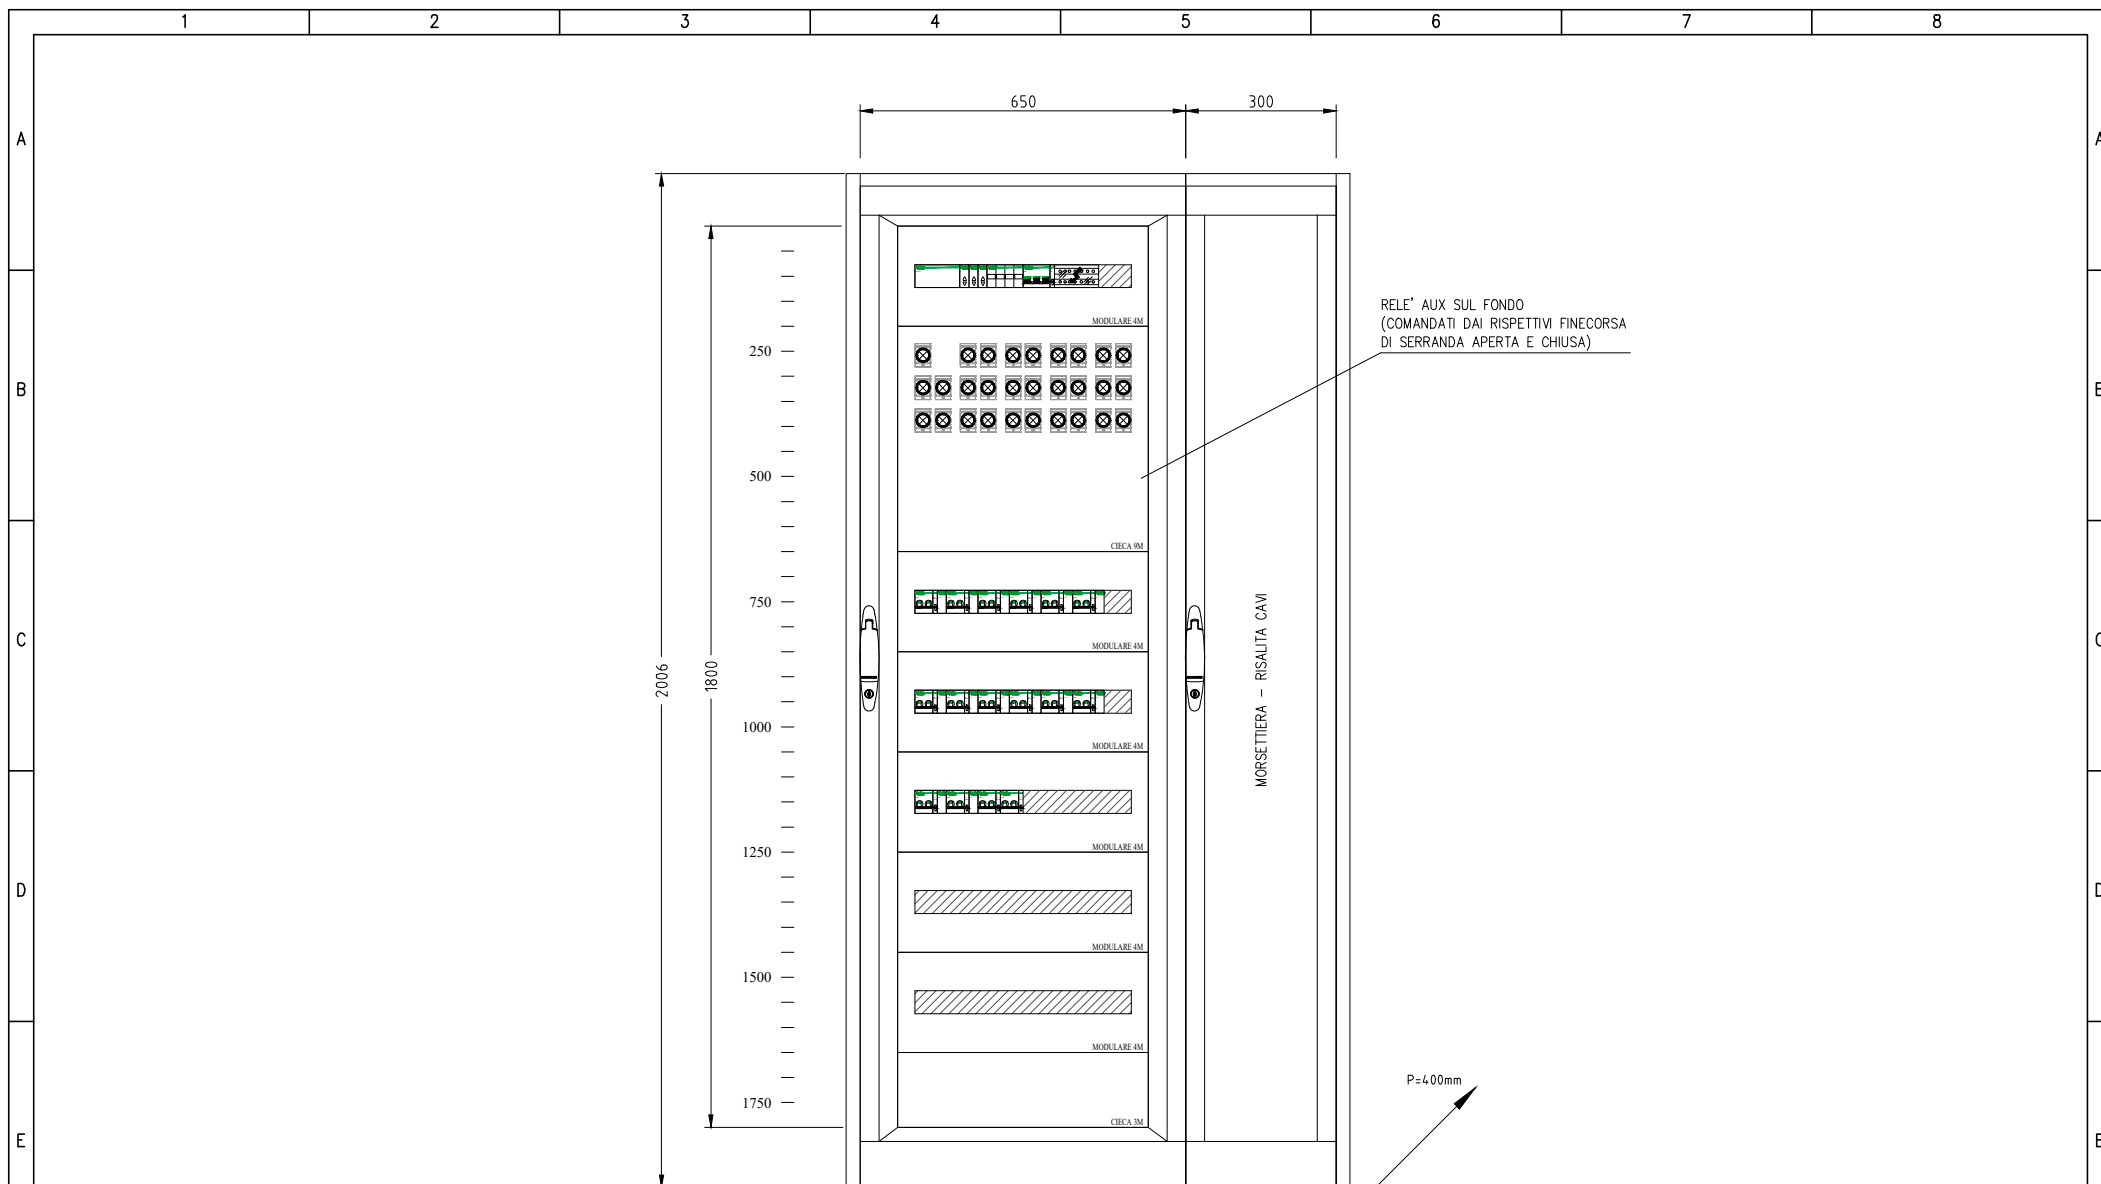 1 2 3 4 5 6 7 8
650 300
A A
MODULARE 4M
RELE' AUX SUL FONDO
(COMANDATI DAI RISPETTIVI FINECORSA
DI SERRANDA APERTA E CHIUSA)
250
B B
500
CIECA 9M
750
MODULARE 4M
C C
2006
1800
MORSETTIERA - RISALITA CAVI
1000
MODULARE 4M
1250
MODULARE 4M
D D
MODULARE 4M
1500
MODULARE 4M
P=400mm
1750
CIECA 3M
E E